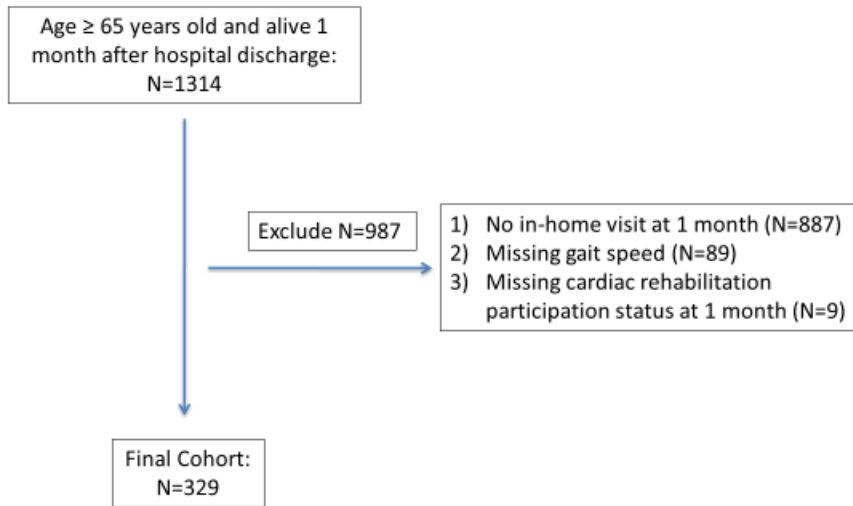 Age ≥ 65 years old and alive 1
month after hospital discharge:
N=1314
Exclude N=987
1) No in-home visit at 1 month (N=887)
2) Missing gait speed (N=89)
3) Missing cardiac rehabilitation
participation status at 1 month (N=9)
Final Cohort:
N=329